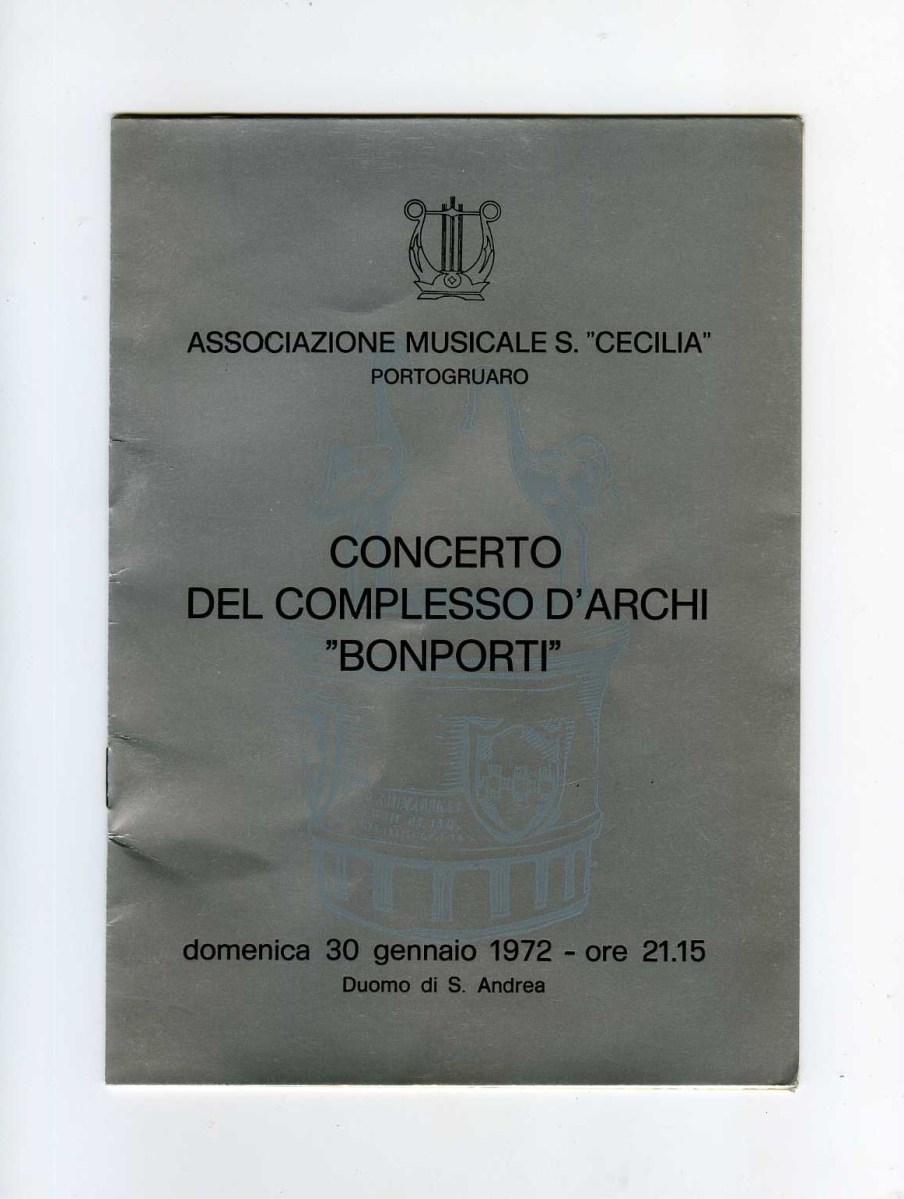 ASSOCIAZIONE MUSICALE S. "CECILIA"
PORTOGRUARO
CONCERTO
DEL COMPLESSO D'ARCHI
"BONPORTI"
domenica 30 gennaio 1972 - ore 21.15
Duomo di S. Andrea